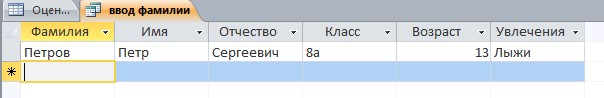 Оцен... ввод фамилии
Фамилия Имя Отчество Класс Возраст Увлечения
Петров Петр Сергеевич 8а 13 Лыжи